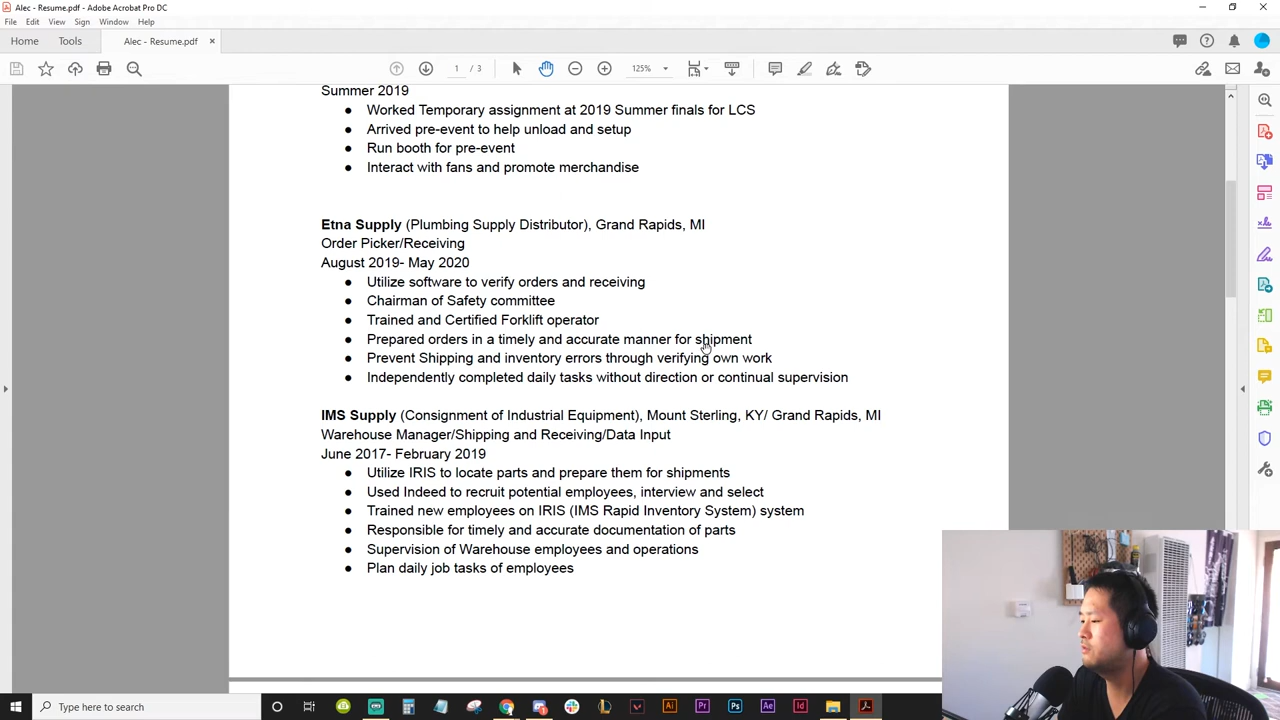 Alec - Resume.pdf - Adobe Acrobat Pro DC
File Edit View Sign Window Help
Home Tools Alec - Resume.pdf ×
1 / 3 125%
Summer 2019
● Worked Temporary assignment at 2019 Summer finals for LCS
● Arrived pre-event to help unload and setup
● Run booth for pre-event
● Interact with fans and promote merchandise
Etna Supply (Plumbing Supply Distributor), Grand Rapids, MI
Order Picker/Receiving
August 2019- May 2020
● Utilize software to verify orders and receiving
● Chairman of Safety committee
● Trained and Certified Forklift operator
● Prepared orders in a timely and accurate manner for shipment
● Prevent Shipping and inventory errors through verifying own work
● Independently completed daily tasks without direction or continual supervision
IMS Supply (Consignment of Industrial Equipment), Mount Sterling, KY/ Grand Rapids, MI
Warehouse Manager/Shipping and Receiving/Data Input
June 2017- February 2019
● Utilize IRIS to locate parts and prepare them for shipments
● Used Indeed to recruit potential employees, interview and select
● Trained new employees on IRIS (IMS Rapid Inventory System) system
● Responsible for timely and accurate documentation of parts
● Supervision of Warehouse employees and operations
● Plan daily job tasks of employees
Type here to search
Ai Pr Ps Ae Id